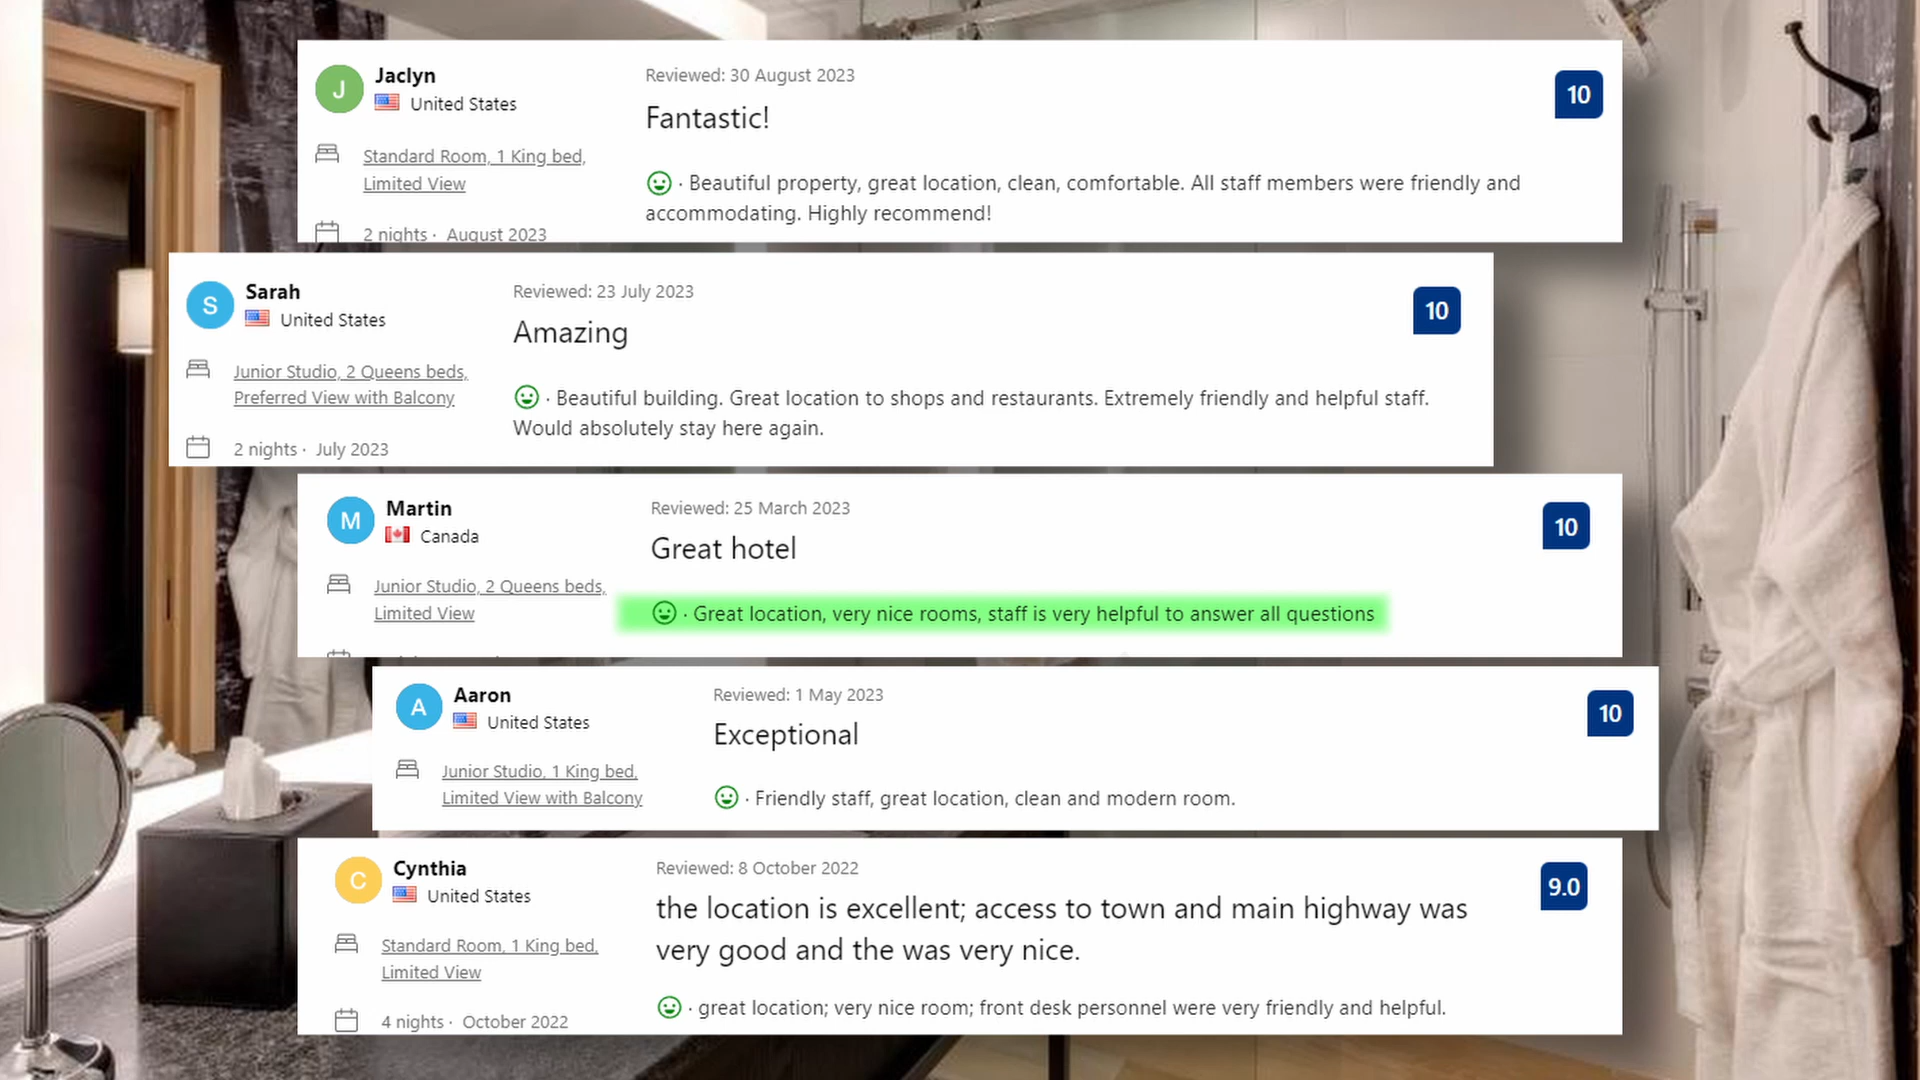 J
Jaclyn
United States
Standard Room, 1 King bed,
Limited View
2 nights · August 2023
Reviewed: 30 August 2023
Fantastic!
· Beautiful property, great location, clean, comfortable. All staff members were friendly and
accommodating. Highly recommend!
10
S
Sarah
United States
Junior Studio, 2 Queens beds,
Preferred View with Balcony
2 nights · July 2023
Reviewed: 23 July 2023
Amazing
· Beautiful building. Great location to shops and restaurants. Extremely friendly and helpful staff.
Would absolutely stay here again.
10
M
Martin
Canada
Junior Studio, 2 Queens beds,
Limited View
Reviewed: 25 March 2023
Great hotel
· Great location, very nice rooms, staff is very helpful to answer all questions
10
A
Aaron
United States
Junior Studio, 1 King bed,
Limited View with Balcony
Reviewed: 1 May 2023
Exceptional
· Friendly staff, great location, clean and modern room.
10
C
Cynthia
United States
Standard Room, 1 King bed,
Limited View
4 nights · October 2022
Reviewed: 8 October 2022
the location is excellent; access to town and main highway was
very good and the was very nice.
· great location; very nice room; front desk personnel were very friendly and helpful.
9.0